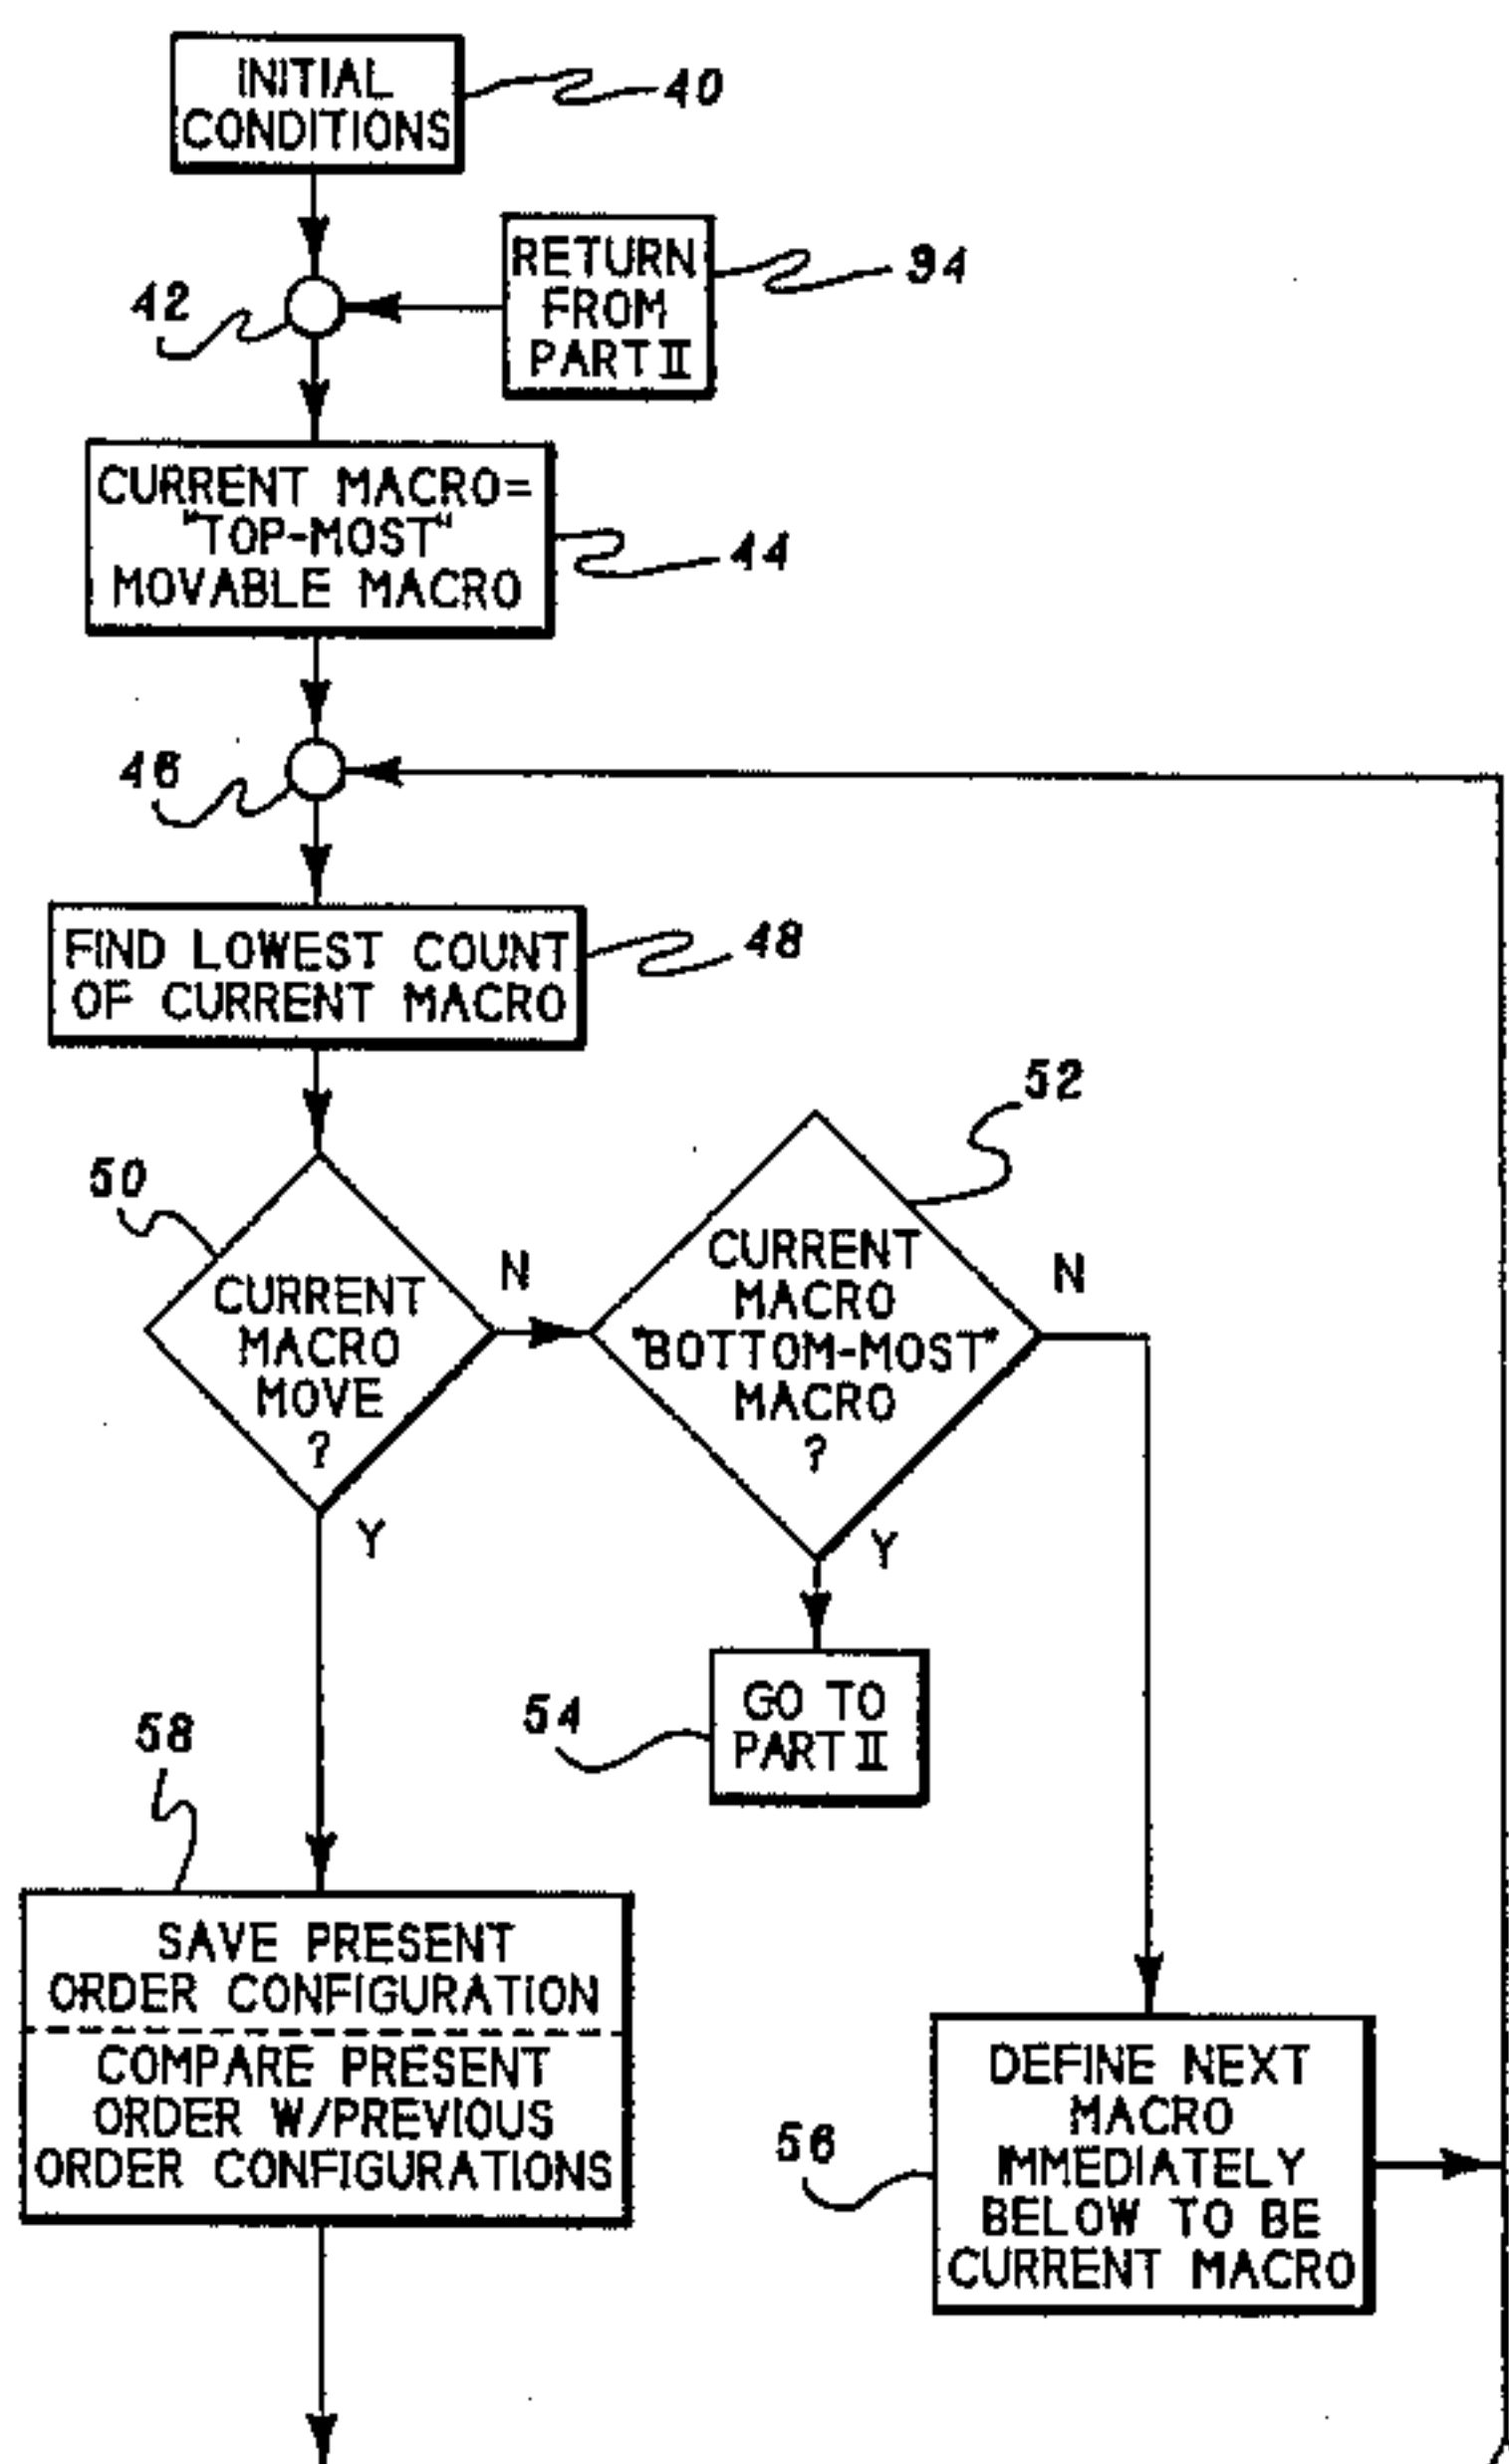 INITIAL
CONDITIONS
40
RETURN
FROM
PART II
94
42
CURRENT MACRO=
"TOP-MOST"
MOVABLE MACRO
44
46
FIND LOWEST COUNT
OF CURRENT MACRO
48
50
CURRENT
MACRO
MOVE
?
N
Y
52
CURRENT
MACRO
"BOTTOM-MOST"
MACRO
?
N
Y
54
GO TO
PART II
58
SAVE PRESENT
ORDER CONFIGURATION
COMPARE PRESENT
ORDER W/PREVIOUS
ORDER CONFIGURATIONS
56
DEFINE NEXT
MACRO
IMMEDIATELY
BELOW TO BE
CURRENT MACRO